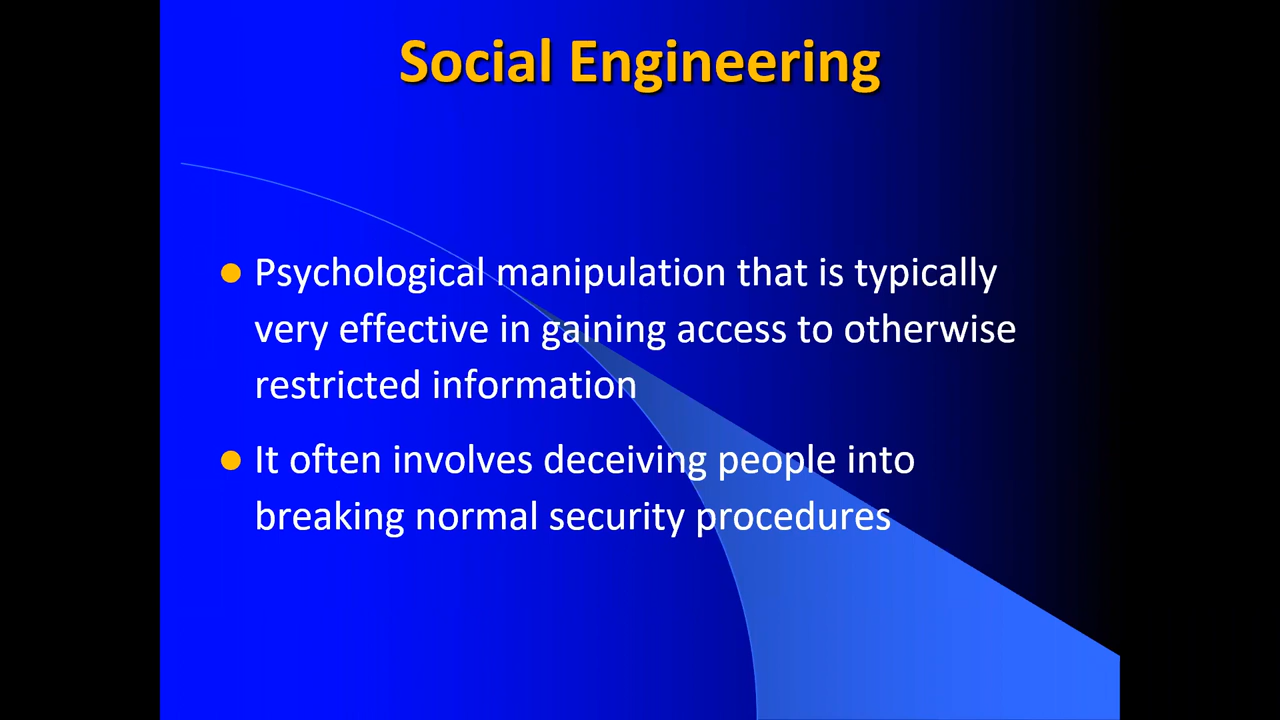 Social Engineering
Psychological manipulation that is typically
very effective in gaining access to otherwise
restricted information
It often involves deceiving people into
breaking normal security procedures